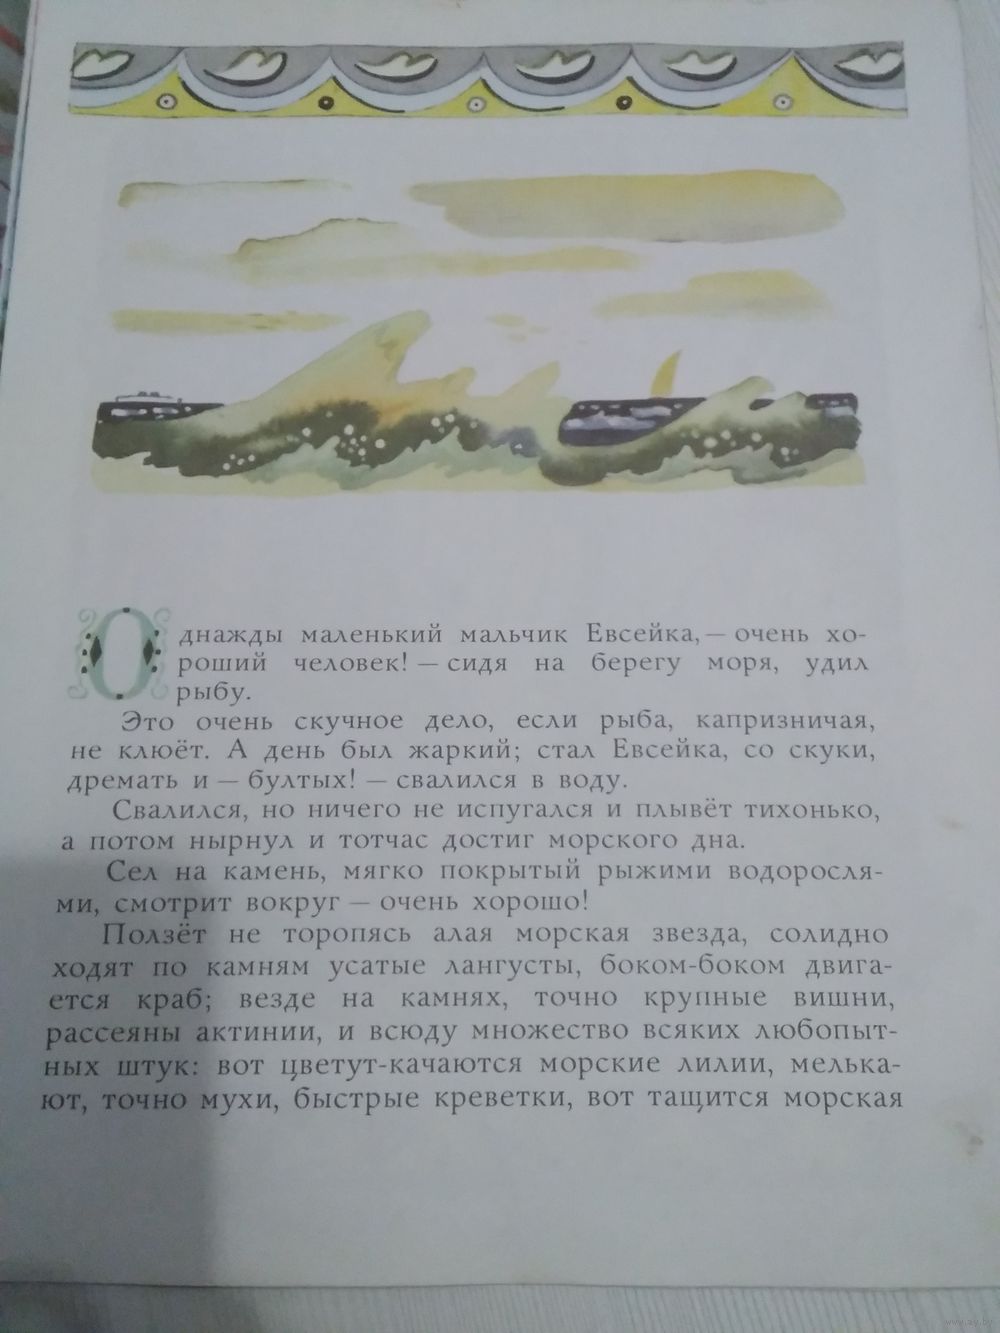 Однажды маленький мальчик Евсейка, — очень хо-
роший человек! — сидя на берегу моря, удил
рыбу.
Это очень скучное дело, если рыба, капризничая,
не клюёт. А день был жаркий; стал Евсейка, со скуки,
дремать и — бултых! — свалился в воду.
Свалился, но ничего не испугался и плывёт тихонько,
а потом нырнул и тотчас достиг морского дна.
Сел на камень, мягко покрытый рыжими водоросля-
ми, смотрит вокруг — очень хорошо!
Ползёт не торопясь алая морская звезда, солидно
ходят по камням усатые лангусты, боком-боком двига-
ется краб; везде на камнях, точно крупные вишни,
рассеяны актинии, и всюду множество всяких любопыт-
ных штук: вот цветут-качаются морские лилии, мелька-
ют, точно мухи, быстрые креветки, вот тащится морская
www.ay.by